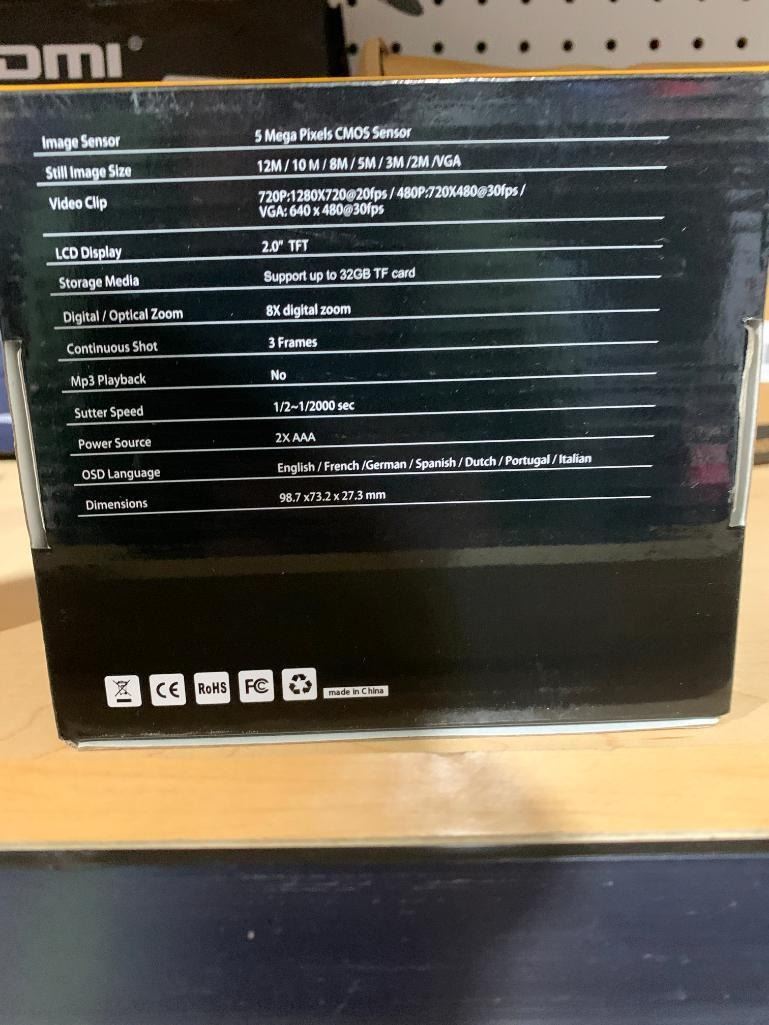 DMI
Image Sensor 5 Mega Pixels CMOS Sensor
Still Image Size 12M / 10 M / 8M / 5M / 3M /2M /VGA
Video Clip 720P:1280X720@20fps / 480P:720X480@30fps /
VGA: 640 x 480@30fps
LCD Display 2.0" TFT
Storage Media Support up to 32GB TF card
Digital / Optical Zoom 8X digital zoom
Continuous Shot 3 Frames
Mp3 Playback No
Sutter Speed 1/2~1/2000 sec
Power Source 2X AAA
OSD Language English / French /German / Spanish / Dutch / Portugal / Italian
Dimensions 98.7 x73.2 x 27.3 mm
CE RoHS FC made in China